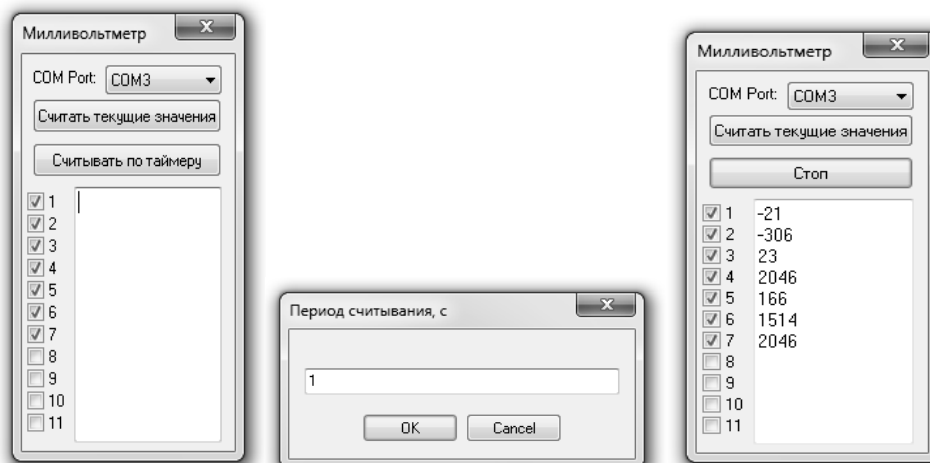 Милливольтметр
COM Port: COM3
Считать текущие значения
Считывать по таймеру
1
2
3
4
5
6
7
8
9
10
11
Период считывания, с
1
OK Cancel
Милливольтметр
COM Port: COM3
Считать текущие значения
Стоп
1 -21
2 -306
3 23
4 2046
5 166
6 1514
7 2046
8
9
10
11